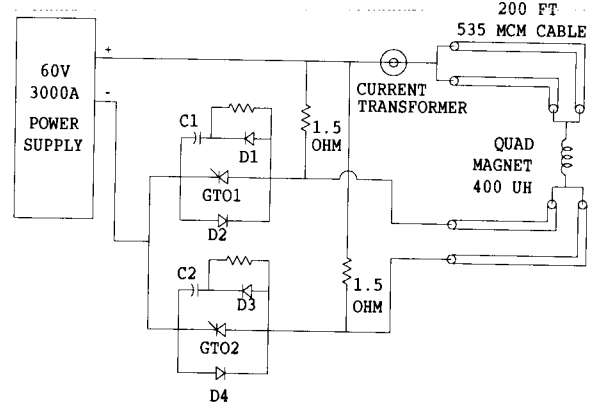 200 FT
535 MCM CABLE
+
60V
3000A
-
POWER
SUPPLY
CURRENT
TRANSFORMER
C1
D1
1.5
OHM
QUAD
MAGNET
400 UH
GTO1
D2
C2
D3
1.5
OHM
GTO2
D4